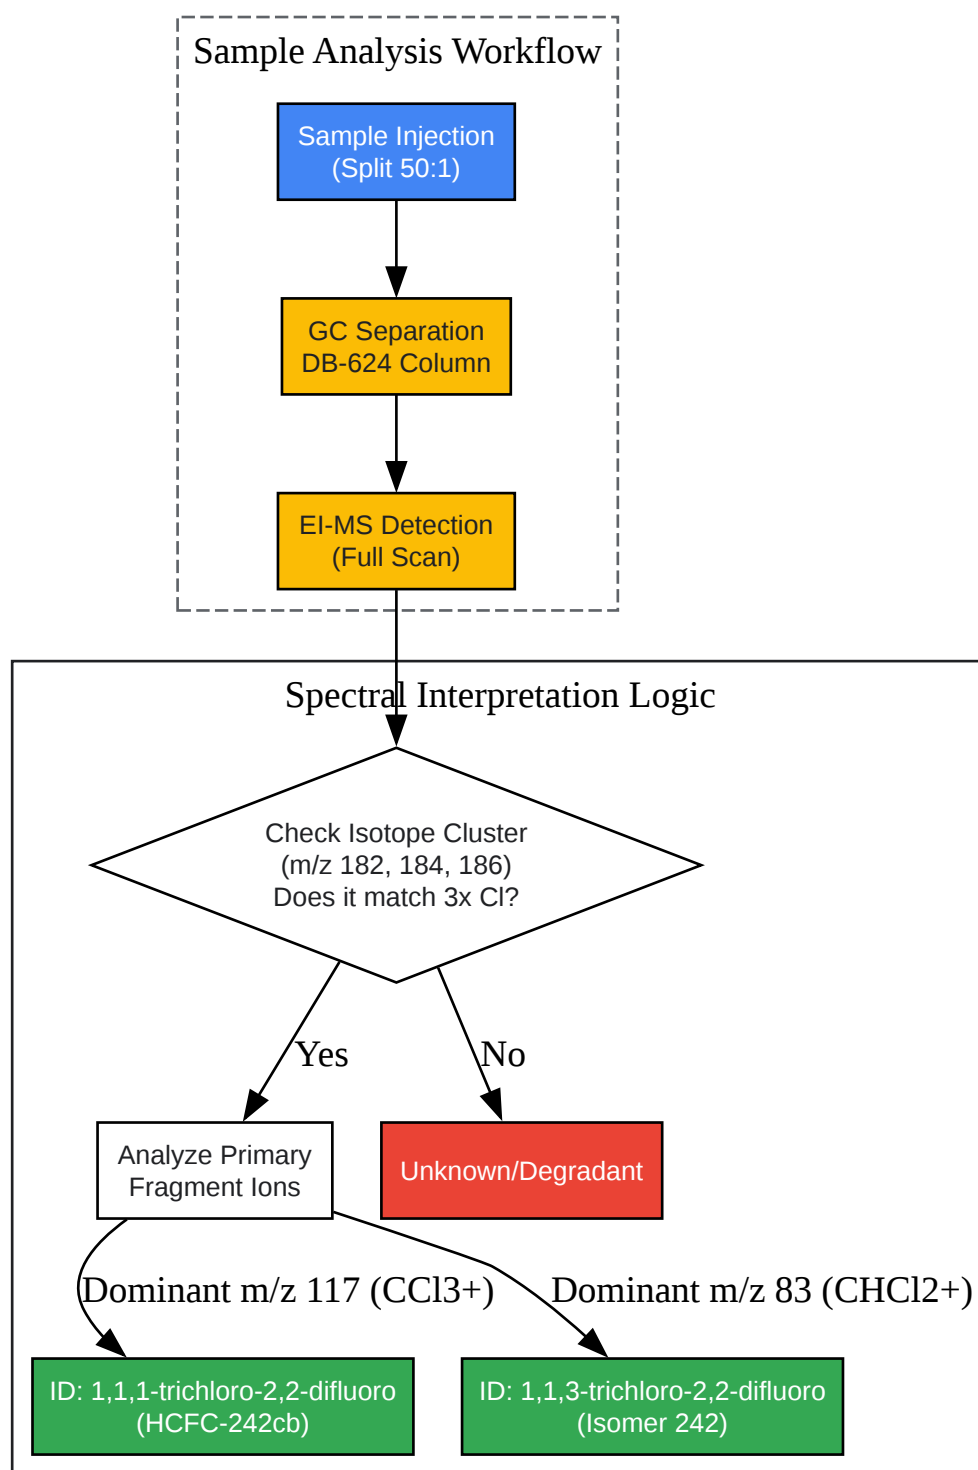 Sample Analysis Workflow
Sample Injection
(Split 50:1)
GC Separation
DB-624 Column
EI-MS Detection
(Full Scan)
Spectral Interpretation Logic
Check Isotope Cluster
(m/z 182, 184, 186)
Does it match 3x Cl?
Yes
No
Analyze Primary
Fragment Ions
Unknown/Degradant
Dominant m/z 117 (CCl3+)
Dominant m/z 83 (CHCl2+)
ID: 1,1,1-trichloro-2,2-difluoro
(HCFC-242cb)
ID: 1,1,3-trichloro-2,2-difluoro
(Isomer 242)